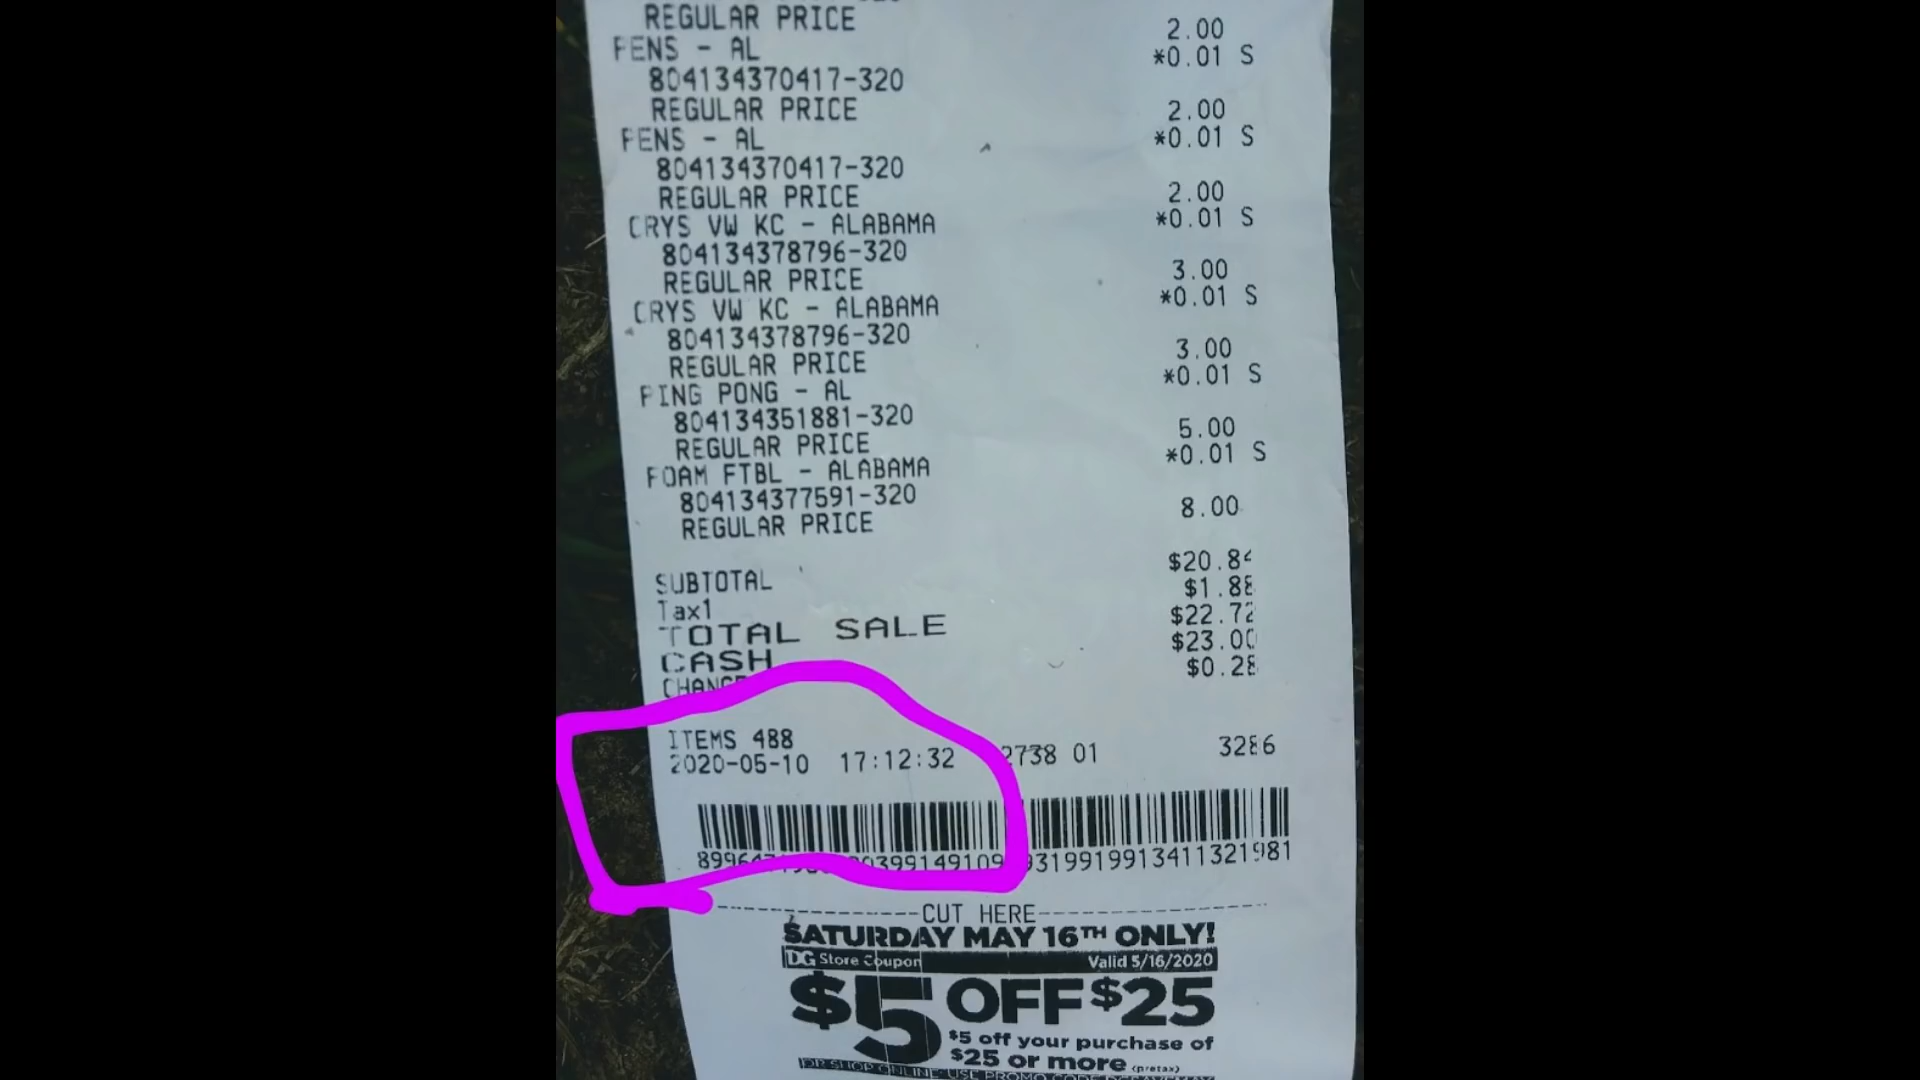 REGULAR PRICE 2.00
PENS - AL *0.01 S
804134370417-320
REGULAR PRICE 2.00
PENS - AL *0.01 S
804134370417-320
REGULAR PRICE 2.00
CRYS VW KC - ALABAMA *0.01 S
804134378796-320
REGULAR PRICE 3.00
CRYS VW KC - ALABAMA *0.01 S
804134378796-320
REGULAR PRICE 3.00
PING PONG - AL *0.01 S
804134351881-320
REGULAR PRICE 5.00
FOAM FTBL - ALABAMA *0.01 S
804134377591-320
REGULAR PRICE 8.00
SUBTOTAL $20.84
Tax1 $1.88
TOTAL SALE $22.72
CASH $23.00
CHANGE $0.28
ITEMS 488
2020-05-10 17:12:32 2738 01 3286
CUT HERE
SATURDAY MAY 16TH ONLY!
DG Store Coupon Valid 5/16/2020
$5 OFF $25
$5 off your purchase of
$25 or more (pretax)